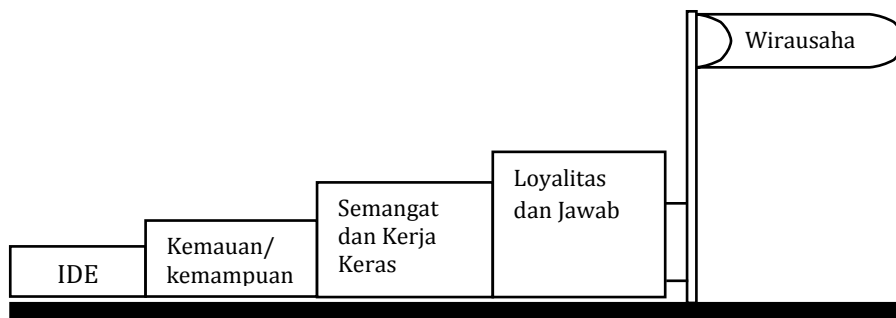 IDE
Kemauan/
kemampuan
Semangat
dan Kerja
Keras
Loyalitas
dan Jawab
Wirausaha